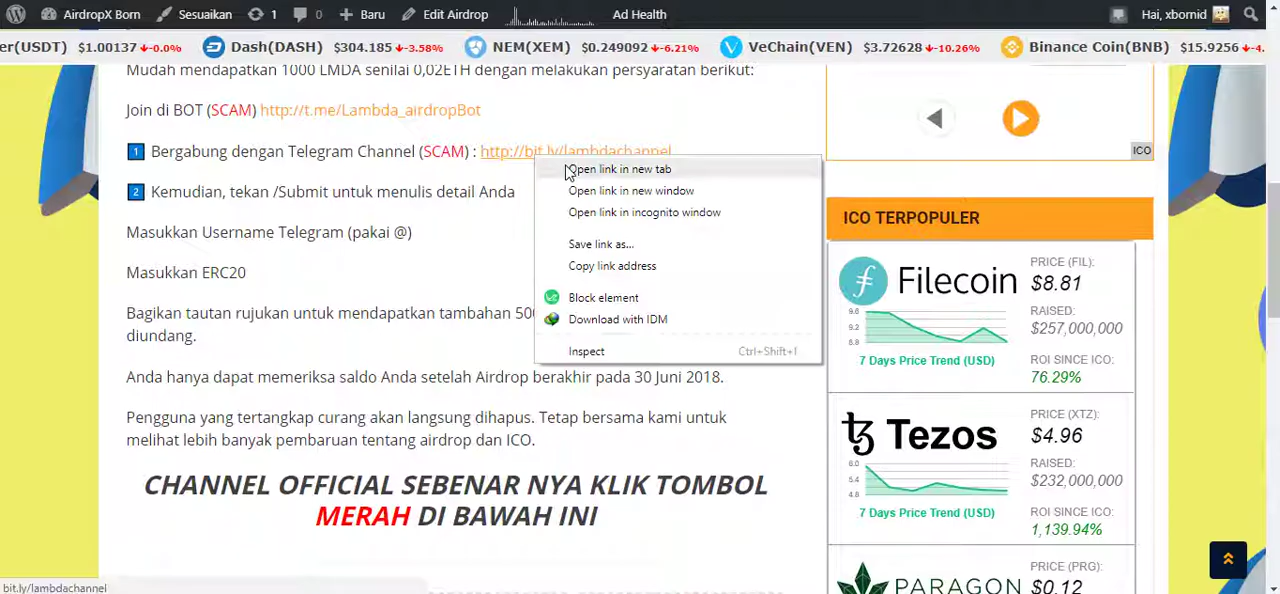 AirdropX Born Sesuaikan 1 0 Baru Edit Airdrop Ad Health Hai, xbornid
er(USDT) $1.00137 -0.0% Dash(DASH) $304.185 -3.58% NEM(XEM) $0.249092 -6.21% VeChain(VEN) $3.72628 -10.26% Binance Coin(BNB) $15.9256 -4.
Mudah mendapatkan 1000 LMDA senilai 0,02ETH dengan melakukan persyaratan berikut:
Join di BOT (SCAM) http://t.me/Lambda_airdropBot
1 Bergabung dengan Telegram Channel (SCAM) : http://bit.ly/lambdachannel
2 Kemudian, tekan /Submit untuk menulis detail Anda
Masukkan Username Telegram (pakai @)
Masukkan ERC20
Bagikan tautan rujukan untuk mendapatkan tambahan
diundang.
Anda hanya dapat memeriksa saldo Anda setelah Airdrop berakhir pada 30 Juni 2018.
Pengguna yang tertangkap curang akan langsung dihapus. Tetap bersama kami untuk
melihat lebih banyak pembaruan tentang airdrop dan ICO.
CHANNEL OFFICIAL SEBENAR NYA KLIK TOMBOL
MERAH DI BAWAH INI
Open link in new tab
Open link in new window
Open link in incognito window
Save link as...
Copy link address
Block element
Download with IDM
Inspect Ctrl+Shift+I
ICO
ICO TERPOPULER
Filecoin
PRICE (FIL):
$8.81
RAISED:
$257,000,000
ROI SINCE ICO:
76.29%
9.6
8.8
7 Days Price Trend (USD)
Tezos
PRICE (XTZ):
$4.96
RAISED:
$232,000,000
ROI SINCE ICO:
1,139.94%
6.0
5.4
4.8
7 Days Price Trend (USD)
PARAGON
PRICE (PRG):
$0.12
bit.ly/lambdachannel